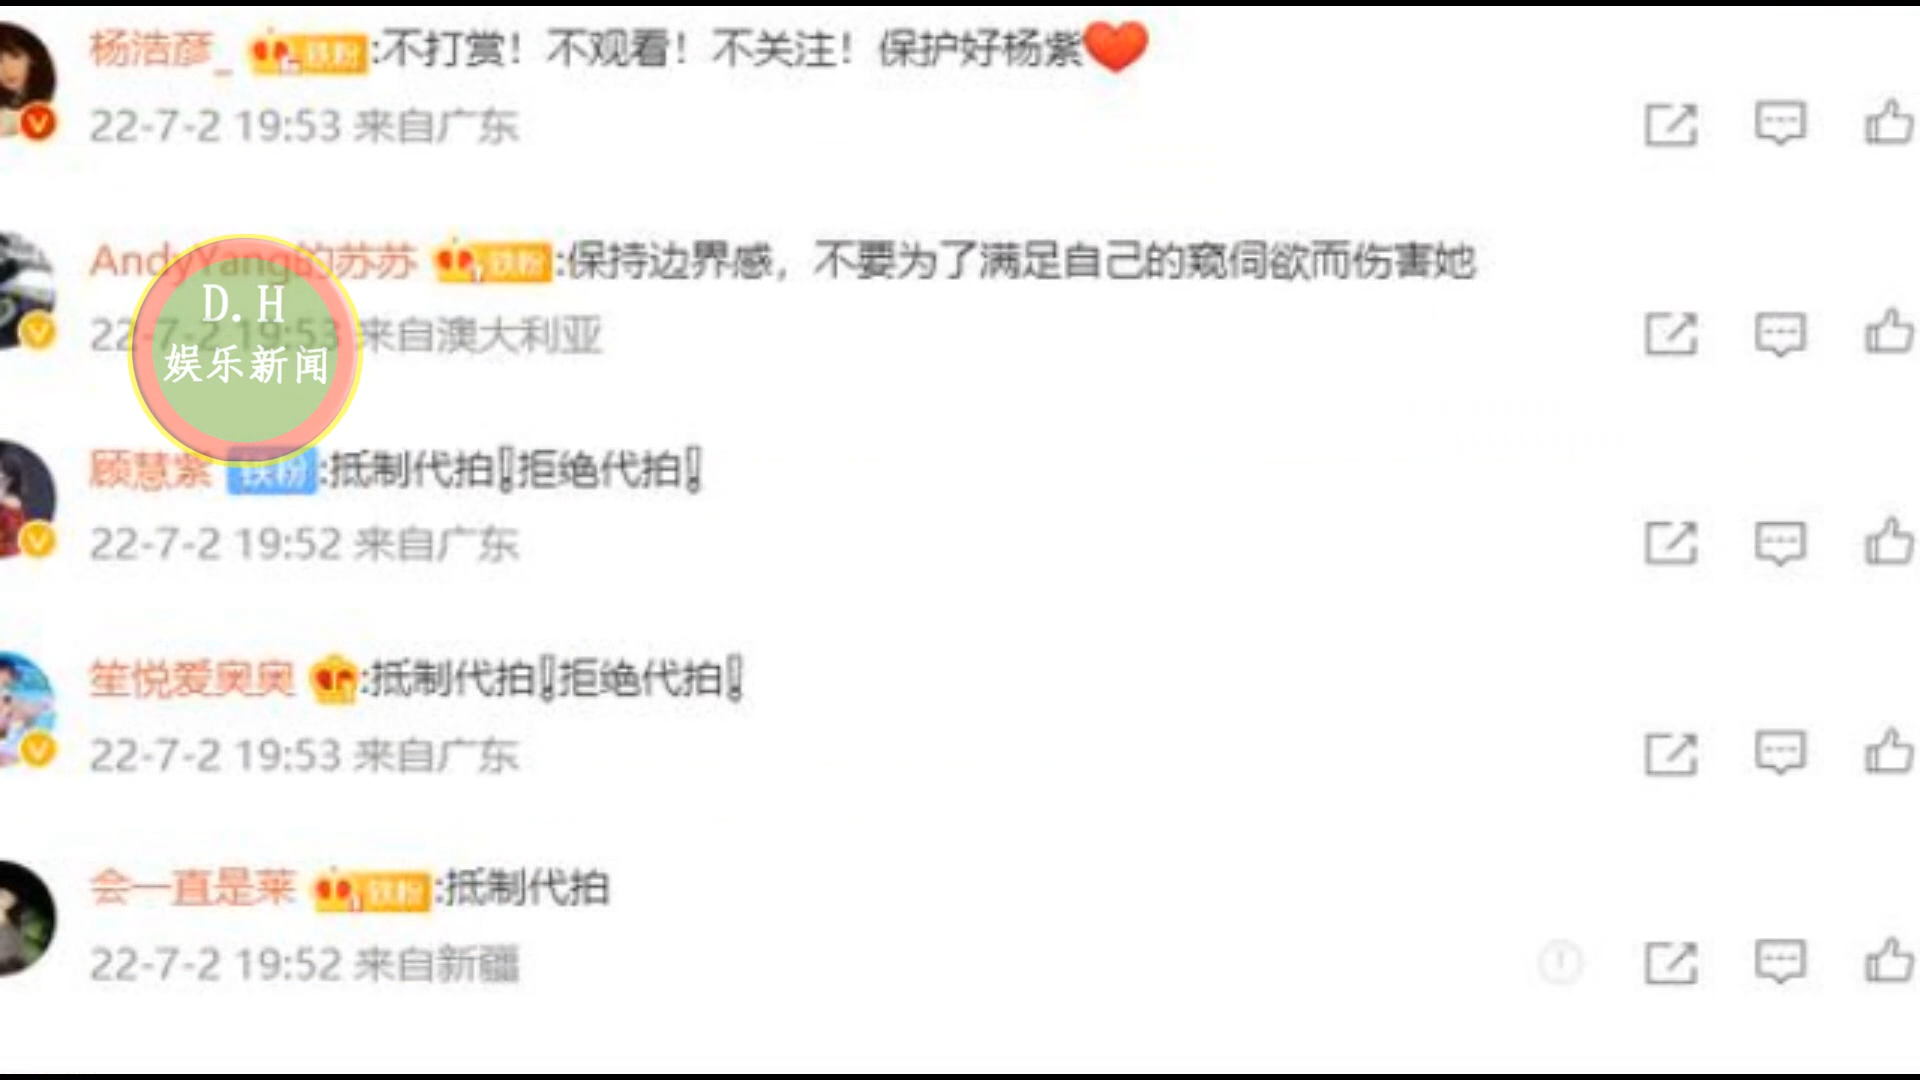 杨浩彦_ 铁粉:不打赏！不观看！不关注！保护好杨紫
22-7-2 19:53 来自广东
AndyYang的苏苏 铁粉:保持边界感，不要为了满足自己的窥伺欲而伤害她
22-7-2 19:53 来自澳大利亚
D.H
娱乐新闻
顾慧紫 铁粉:抵制代拍‼拒绝代拍‼
22-7-2 19:52 来自广东
笙悦爱奥奥:抵制代拍‼拒绝代拍‼
22-7-2 19:53 来自广东
会一直是莱 铁粉:抵制代拍
22-7-2 19:52 来自新疆